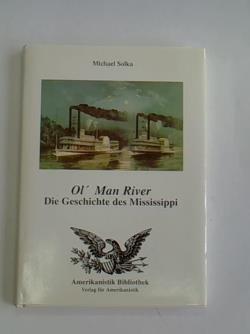 Michael Solka
Ol´ Man River
Die Geschichte des Mississippi
Amerikanistik Bibliothek
Verlag für Amerikanistik